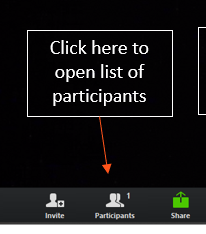 Click here to
open list of
participants
1
Invite Participants Share